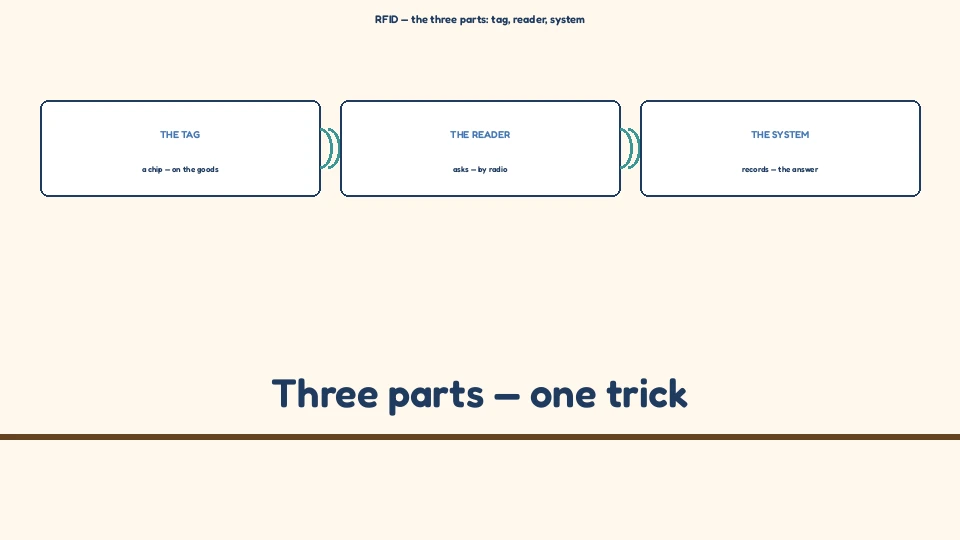 RFID — the three parts: tag, reader, system
THE TAG
a chip — on the goods
THE READER
asks — by radio
THE SYSTEM
records — the answer
Three parts — one trick